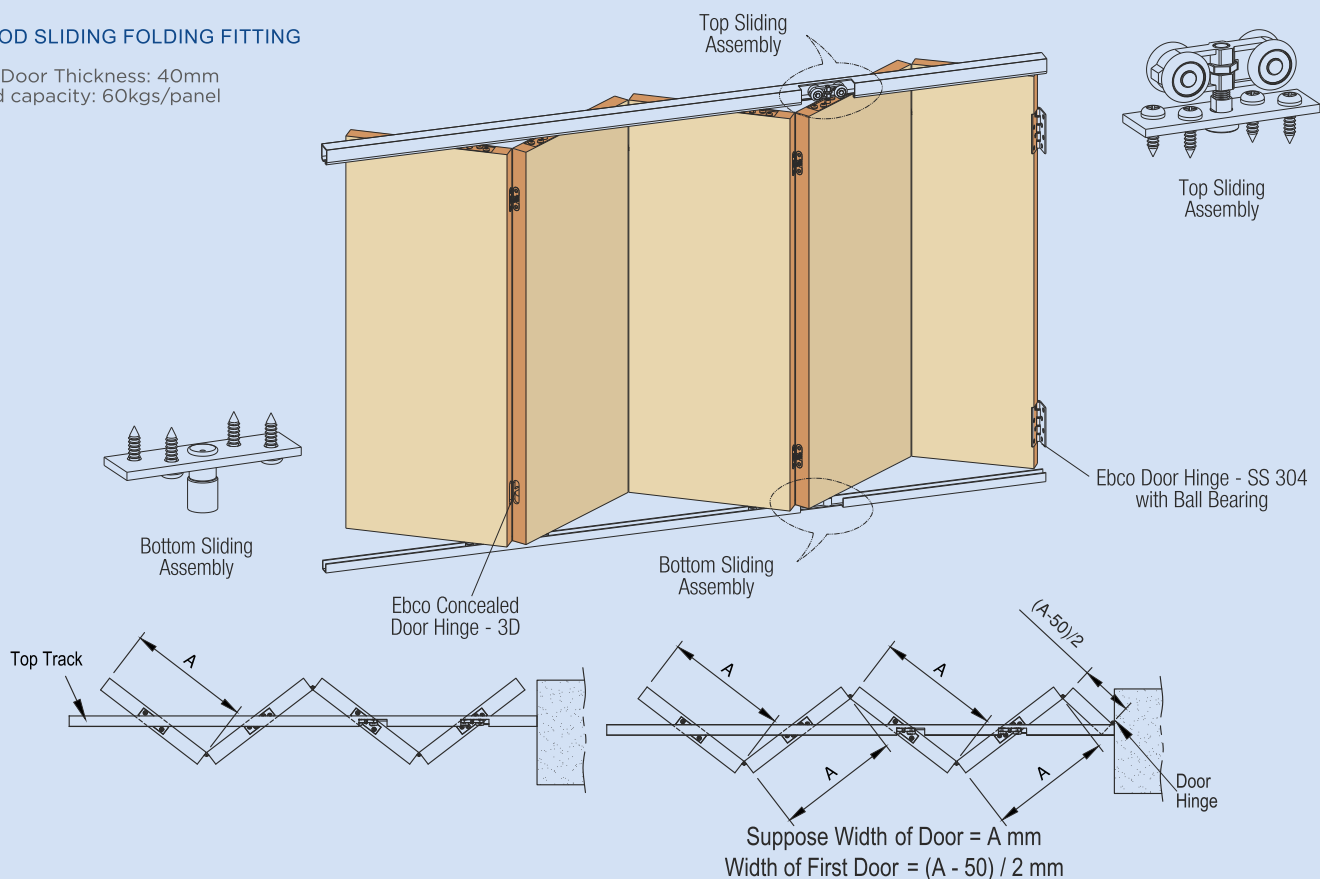 OD SLIDING FOLDING FITTING
Door Thickness: 40mm
d capacity: 60kgs/panel
Top Sliding
Assembly
Top Sliding
Assembly
Ebco Door Hinge - SS 304
with Ball Bearing
Bottom Sliding
Assembly
Bottom Sliding
Assembly
Ebco Concealed
Door Hinge - 3D
Top Track
A
A
A
(A-50)/2
A
A
Door
Hinge
Suppose Width of Door = A mm
Width of First Door = (A - 50) / 2 mm